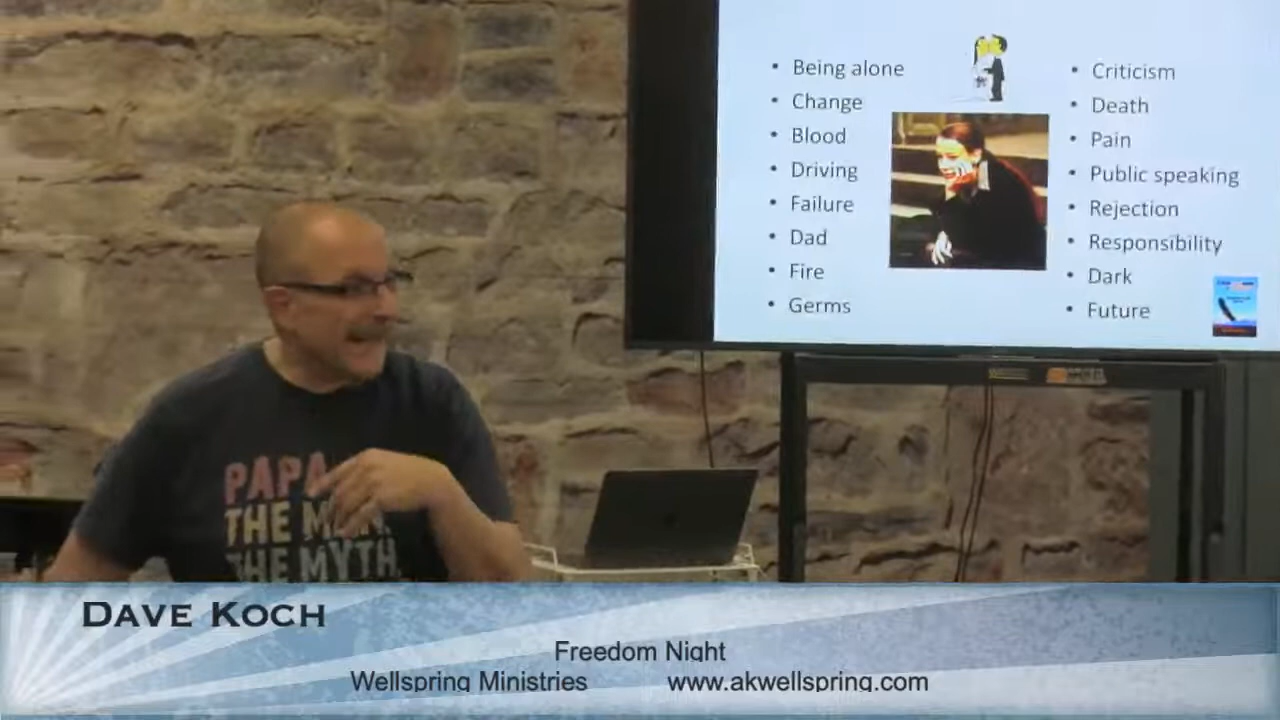 Being alone
Change
Blood
Driving
Failure
Dad
Fire
Germs
Criticism
Death
Pain
Public speaking
Rejection
Responsibility
Dark
Future
PAPA
THE MAN,
THE MYTH,
DAVE KOCH
Freedom Night
Wellspring Ministries www.akwellspring.com